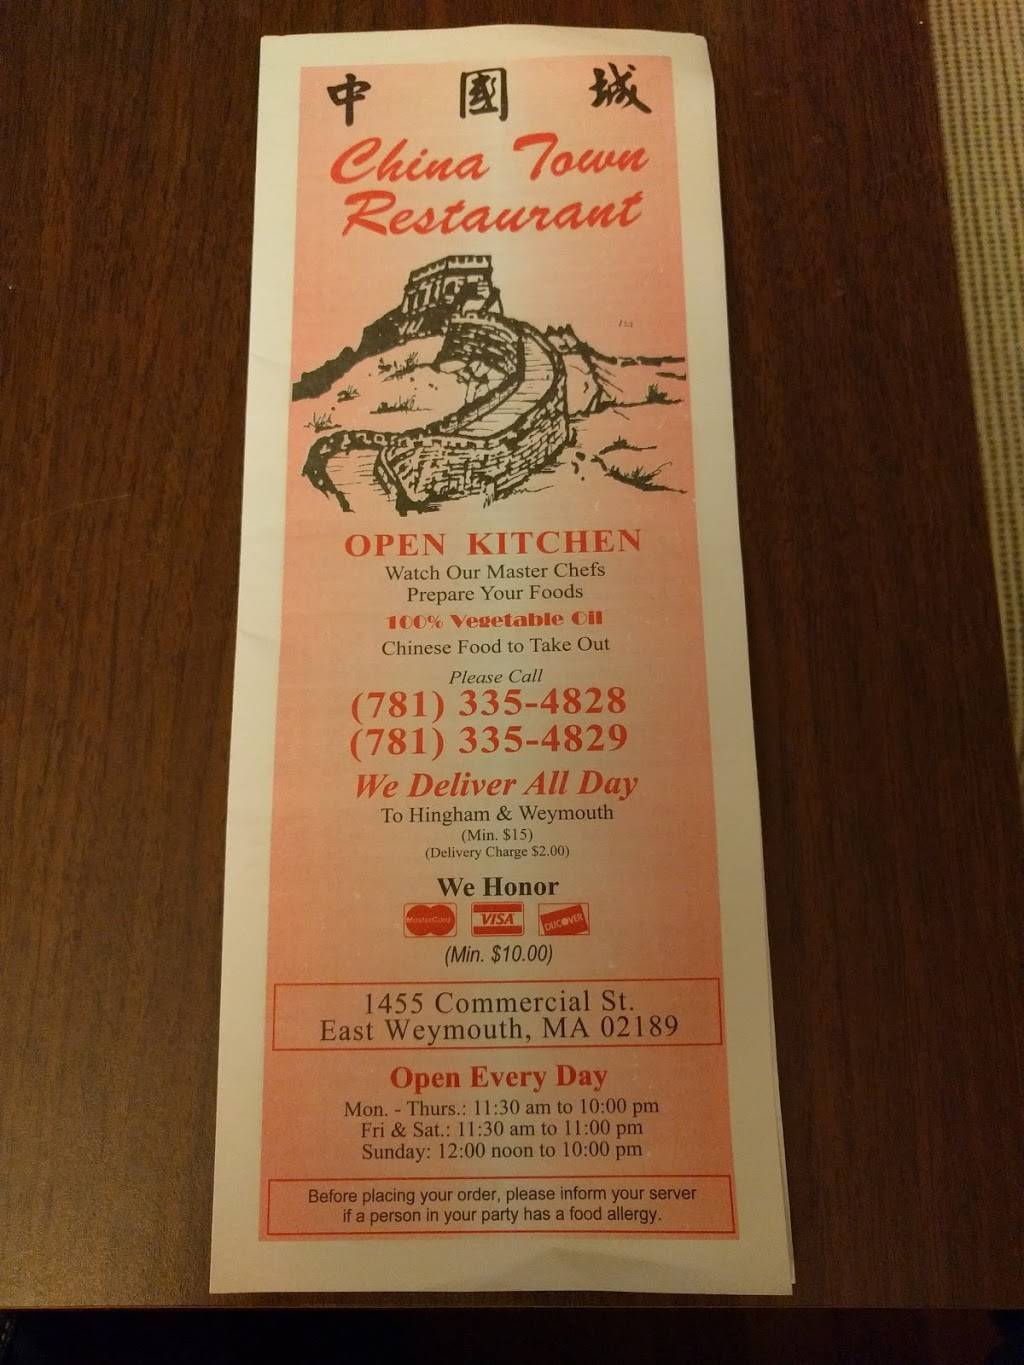 中 國 城
China Town
Restaurant
OPEN KITCHEN
Watch Our Master Chefs
Prepare Your Foods
100% Vegetable Oil
Chinese Food to Take Out
Please Call
(781) 335-4828
(781) 335-4829
We Deliver All Day
To Hingham & Weymouth
(Min. $15)
(Delivery Charge $2.00)
We Honor
MasterCard VISA DISCOVER
(Min. $10.00)
1455 Commercial St.
East Weymouth, MA 02189
Open Every Day
Mon. - Thurs.: 11:30 am to 10:00 pm
Fri & Sat.: 11:30 am to 11:00 pm
Sunday: 12:00 noon to 10:00 pm
Before placing your order, please inform your server
if a person in your party has a food allergy.